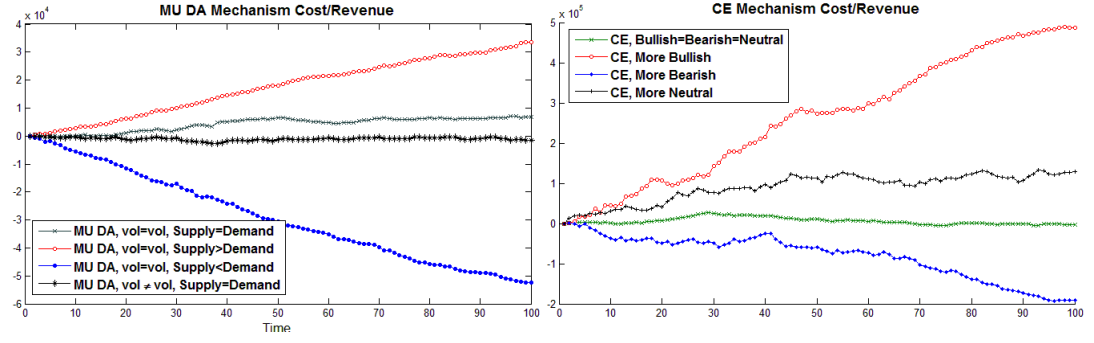 MU DA Mechanism Cost/Revenue
x 10⁴
4
3
2
1
0
-1
-2
-3
-4
-5
-6
MU DA, vol=vol, Supply=Demand
MU DA, vol=vol, Supply>Demand
MU DA, vol=vol, Supply<Demand
MU DA, vol ≠ vol, Supply=Demand
0 10 20 30 40 50 60 70 80 90 100
Time
CE Mechanism Cost/Revenue
x 10⁵
5
4
3
2
1
0
-1
-2
CE, Bullish=Bearish=Neutral
CE, More Bullish
CE, More Bearish
CE, More Neutral
0 10 20 30 40 50 60 70 80 90 100